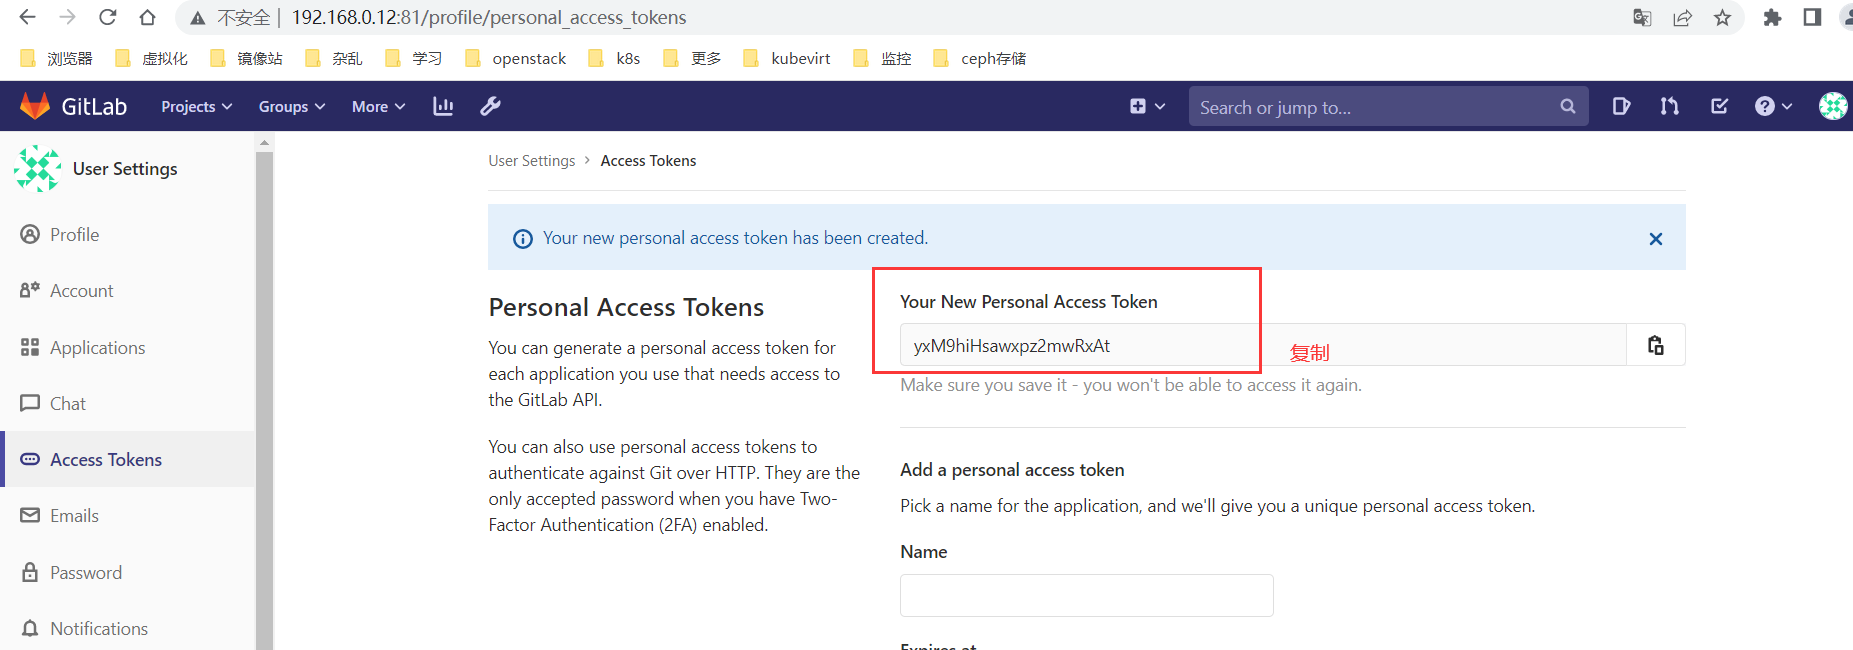 不安全 | 192.168.0.12:81/profile/personal_access_tokens
浏览器 虚拟化 镜像站 杂乱 学习 openstack k8s 更多 kubevirt 监控 ceph存储
GitLab Projects Groups More Search or jump to...
User Settings
Profile
Account
Applications
Chat
Access Tokens
Emails
Password
Notifications
User Settings › Access Tokens
Your new personal access token has been created.
Personal Access Tokens
You can generate a personal access token for
each application you use that needs access to
the GitLab API.
You can also use personal access tokens to
authenticate against Git over HTTP. They are the
only accepted password when you have Two-
Factor Authentication (2FA) enabled.
Your New Personal Access Token
yxM9hiHsawxpz2mwRxAt
复制
Make sure you save it - you won't be able to access it again.
Add a personal access token
Pick a name for the application, and we'll give you a unique personal access token.
Name
Expires at